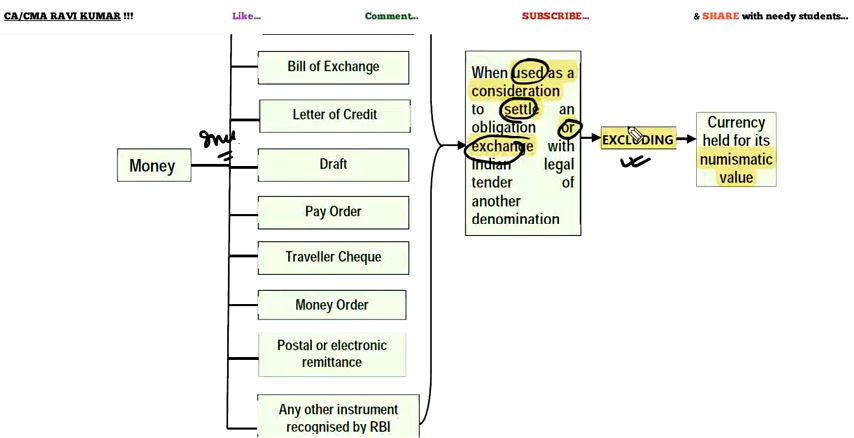 CA/CMA RAVI KUMAR !!! Like... Comment... SUBSCRIBE... & SHARE with needy students...
Money
Bill of Exchange
Letter of Credit
Draft
Pay Order
Traveller Cheque
Money Order
Postal or electronic
remittance
Any other instrument
recognised by RBI
When used as a
consideration
to settle an
obligation or
exchange with
Indian legal
tender of
another
denomination
EXCLUDING
Currency
held for its
numismatic
value